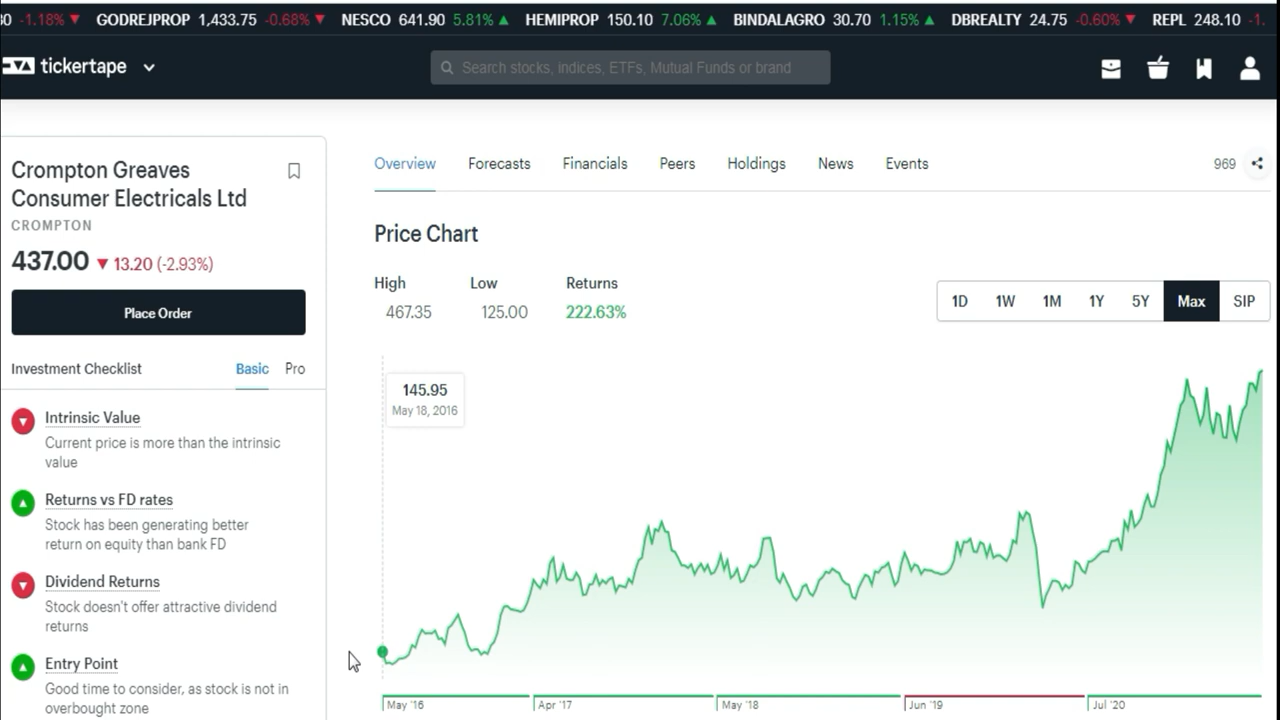 30 -1.18% ▼ GODREJPROP 1,433.75 -0.68% ▼ NESCO 641.90 5.81% ▲ HEMIPROP 150.10 7.06% ▲ BINDALAGRO 30.70 1.15% ▲ DBREALTY 24.75 -0.60% ▼ REPL 248.10 -1.
tickertape
Search stocks, indices, ETFs, Mutual Funds or brand
Crompton Greaves
Consumer Electricals Ltd
CROMPTON
437.00 ▼ 13.20 (-2.93%)
Place Order
Investment Checklist Basic Pro
Intrinsic Value
Current price is more than the intrinsic
value
Returns vs FD rates
Stock has been generating better
return on equity than bank FD
Dividend Returns
Stock doesn't offer attractive dividend
returns
Entry Point
Good time to consider, as stock is not in
overbought zone
Overview Forecasts Financials Peers Holdings News Events 969
Price Chart
High Low Returns
467.35 125.00 222.63%
1D 1W 1M 1Y 5Y Max SIP
145.95
May 18, 2016
May '16 Apr '17 May '18 Jun '19 Jul '20